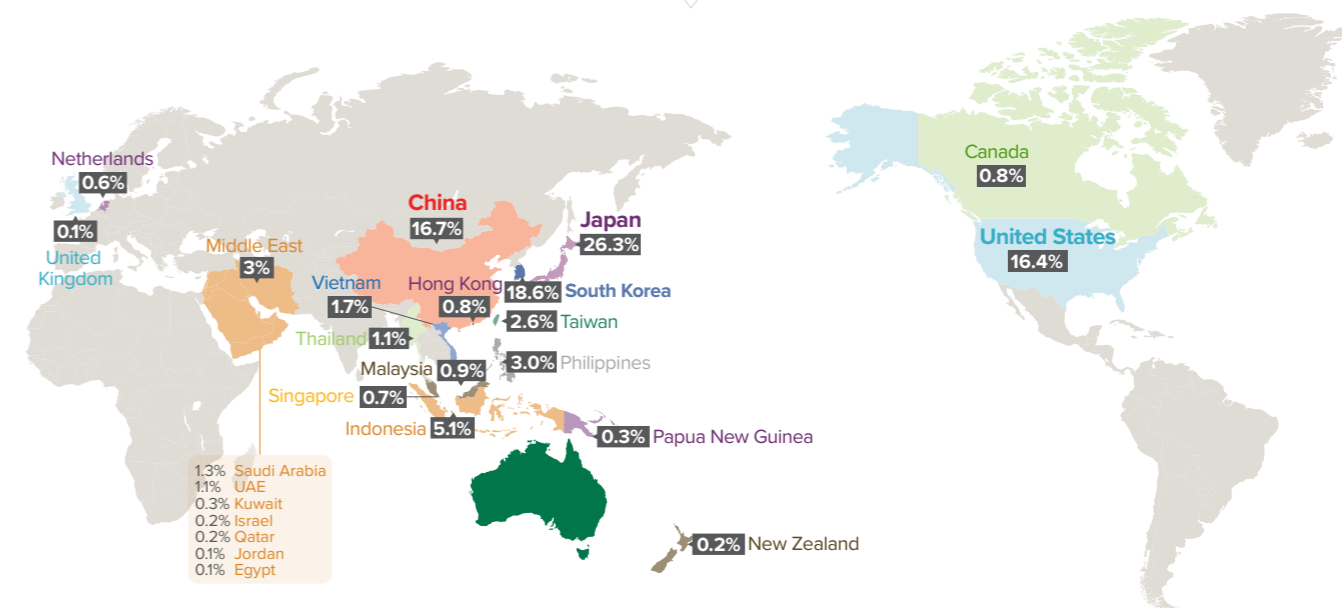 Netherlands
0.6%
0.1%
United
Kingdom
Middle East
3%
China
16.7%
Japan
26.3%
Vietnam
1.7%
Hong Kong
0.8%
18.6% South Korea
2.6% Taiwan
Thailand 1.1%
3.0% Philippines
Malaysia 0.9%
Singapore 0.7%
Indonesia 5.1%
0.3% Papua New Guinea
0.2% New Zealand
1.3% Saudi Arabia
1.1% UAE
0.3% Kuwait
0.2% Israel
0.2% Qatar
0.1% Jordan
0.1% Egypt
Canada
0.8%
United States
16.4%